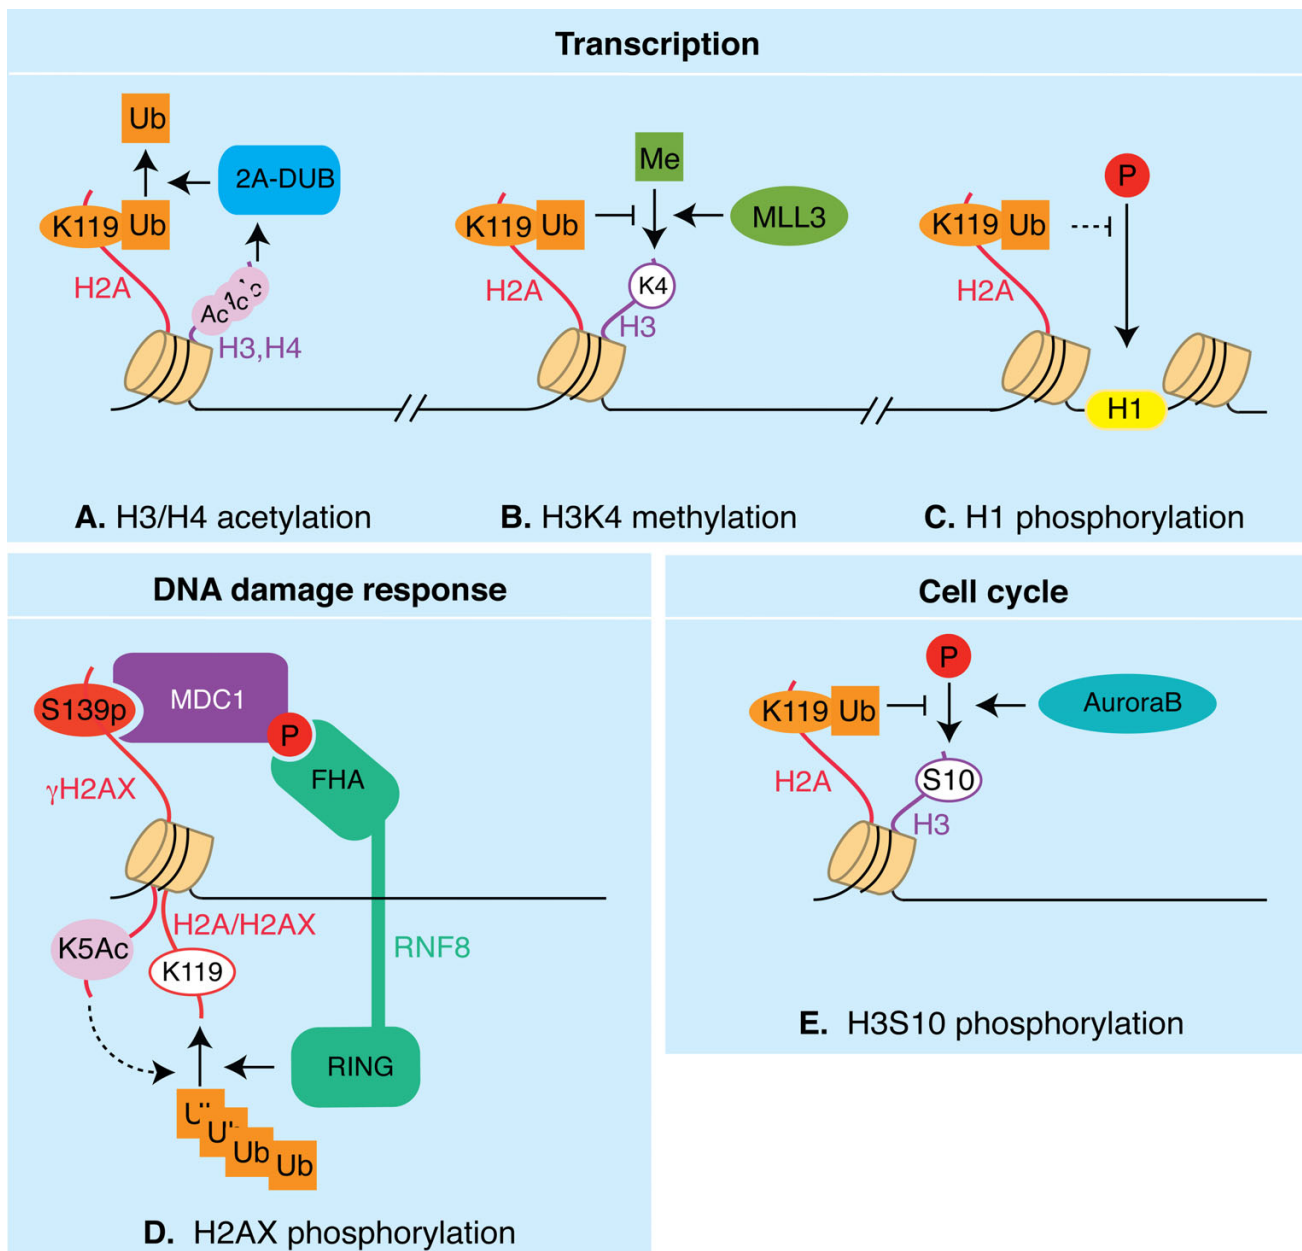 Transcription
Ub
2A-DUB
K119 Ub
H2A
Ac
H3,H4
Me
K119 Ub
MLL3
H2A
K4
H3
P
K119 Ub
H2A
H1
A. H3/H4 acetylation
B. H3K4 methylation
C. H1 phosphorylation
DNA damage response
S139p
MDC1
P
FHA
γH2AX
H2A/H2AX
K5Ac
K119
RNF8
RING
Ub
Ub
D. H2AX phosphorylation
Cell cycle
P
K119 Ub
AuroraB
H2A
S10
H3
E. H3S10 phosphorylation